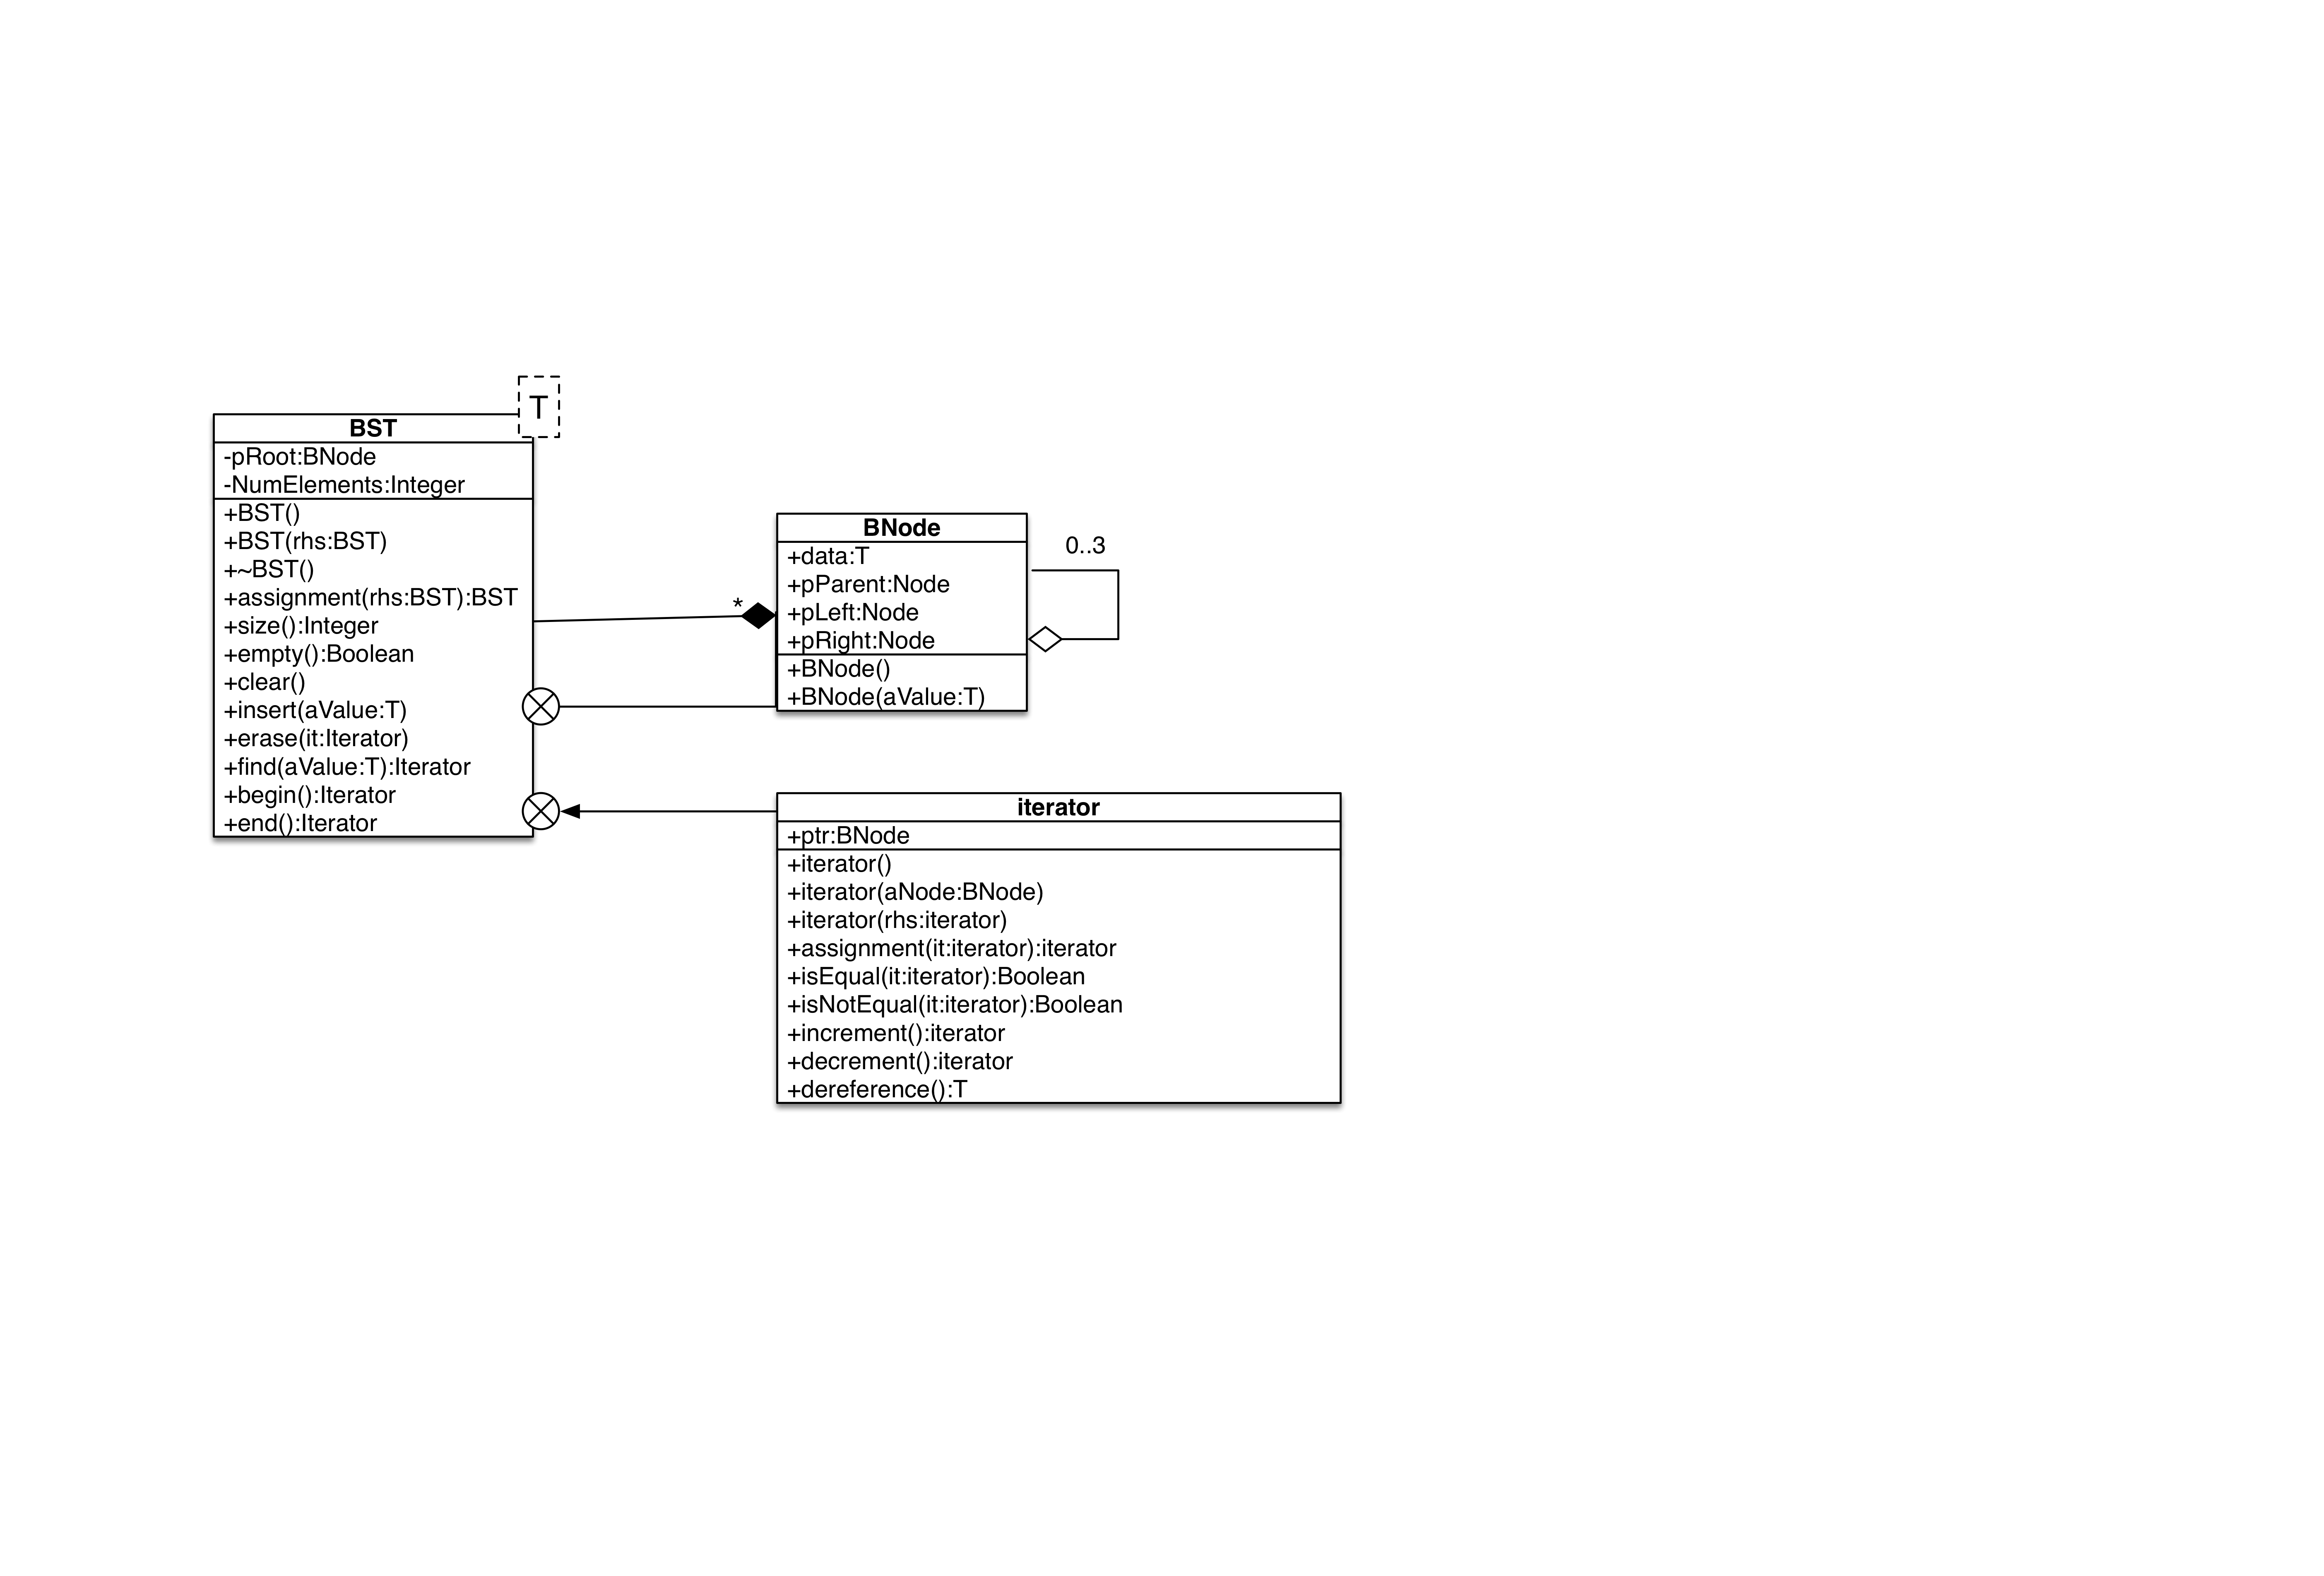 T
BST
-pRoot:BNode
-NumElements:Integer
+BST()
+BST(rhs:BST)
+~BST()
+assignment(rhs:BST):BST
+size():Integer
+empty():Boolean
+clear()
+insert(aValue:T)
+erase(it:Iterator)
+find(aValue:T):Iterator
+begin():Iterator
+end():Iterator
*
BNode
+data:T
+pParent:Node
+pLeft:Node
+pRight:Node
+BNode()
+BNode(aValue:T)
0..3
iterator
+ptr:BNode
+iterator()
+iterator(aNode:BNode)
+iterator(rhs:iterator)
+assignment(it:iterator):iterator
+isEqual(it:iterator):Boolean
+isNotEqual(it:iterator):Boolean
+increment():iterator
+decrement():iterator
+dereference():T